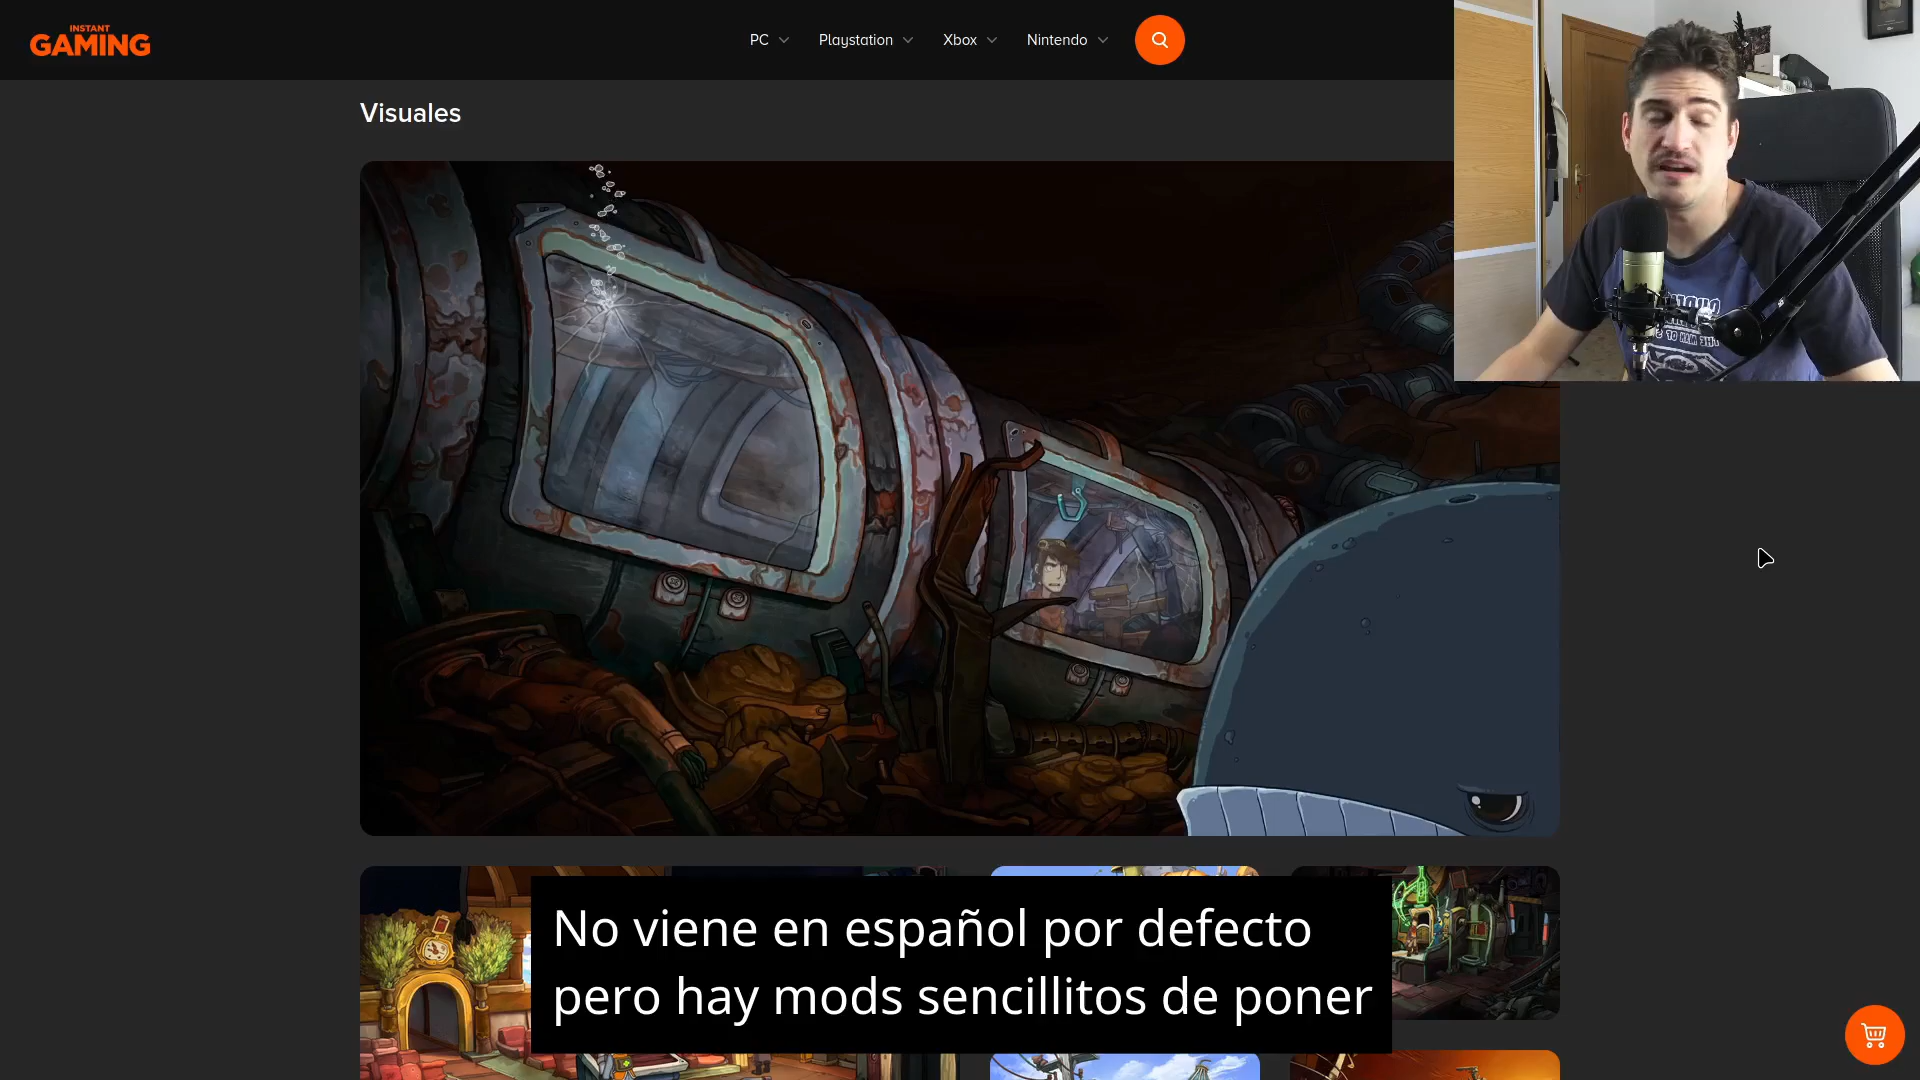 INSTANT
GAMING
PC
Playstation
Xbox
Nintendo
Visuales
No viene en español por defecto
pero hay mods sencillitos de poner